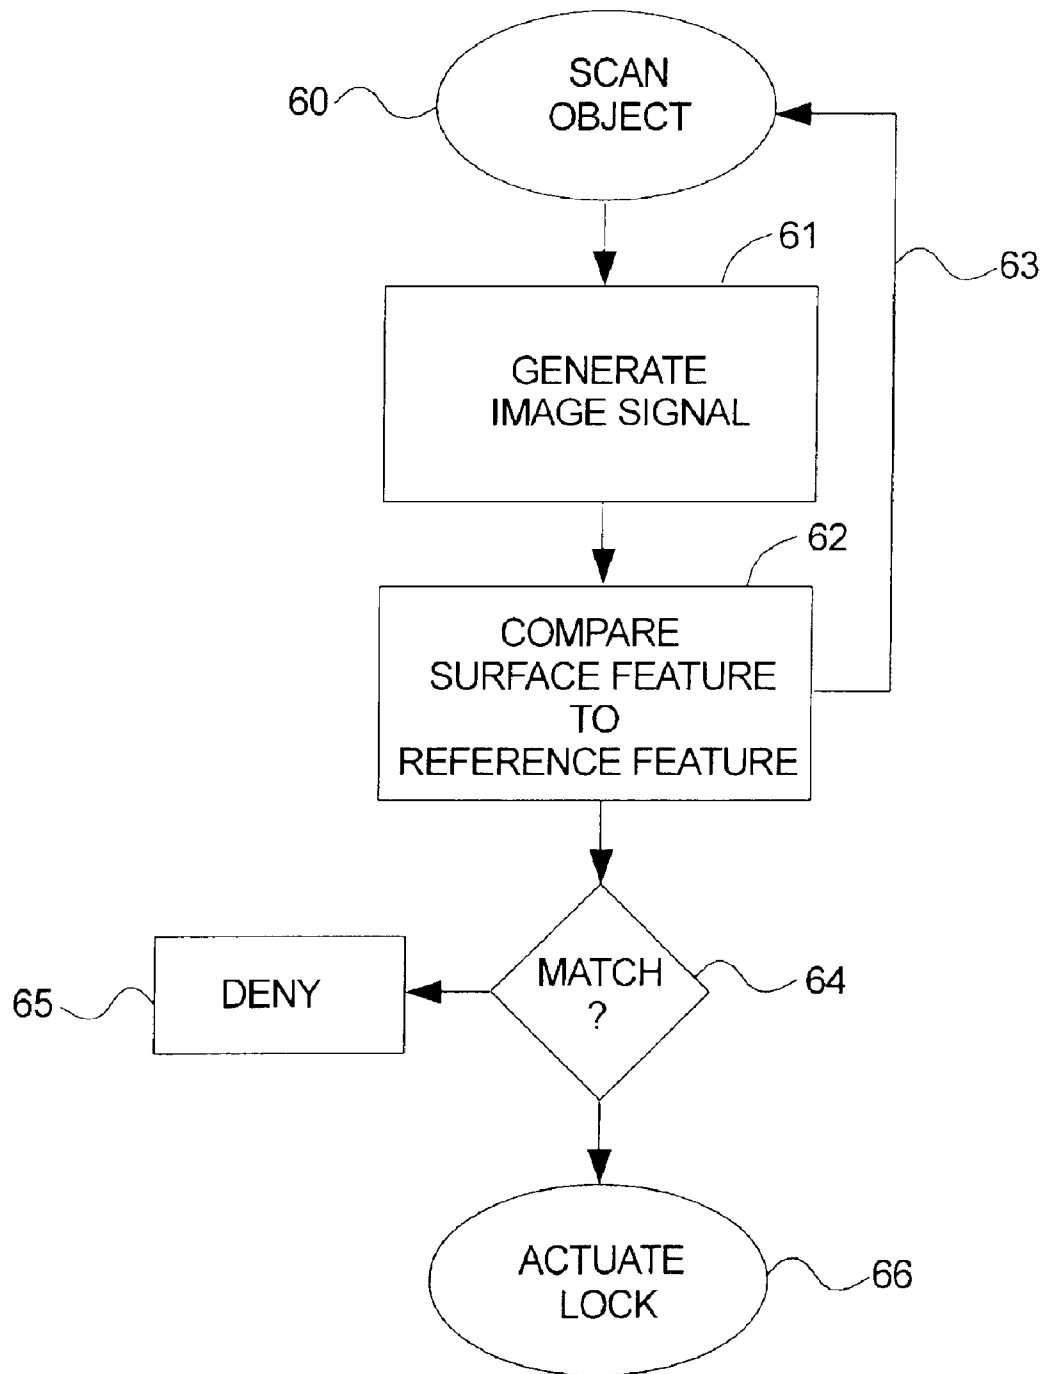 SCAN
OBJECT
60
61
63
GENERATE
IMAGE SIGNAL
62
COMPARE
SURFACE FEATURE
TO
REFERENCE FEATURE
MATCH
?
64
DENY
65
ACTUATE
LOCK
66